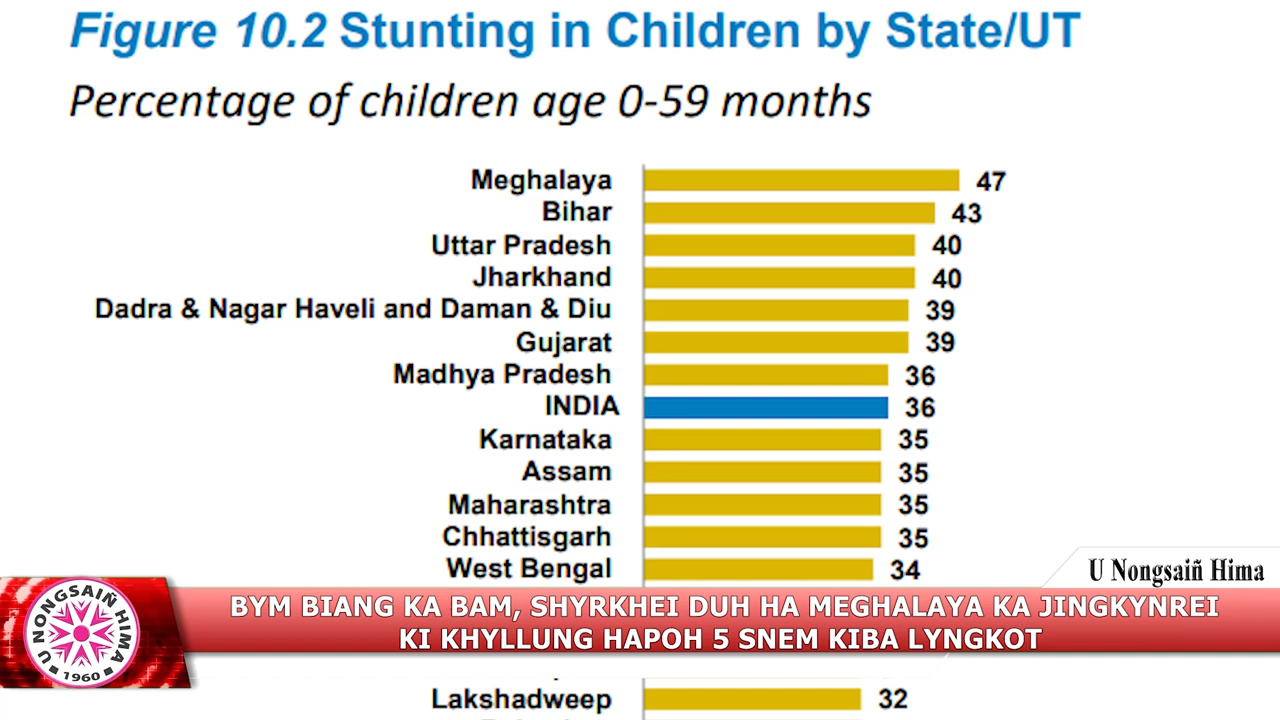 Figure 10.2 Stunting in Children by State/UT
Percentage of children age 0-59 months
Meghalaya 47
Bihar 43
Uttar Pradesh 40
Jharkhand 40
Dadra & Nagar Haveli and Daman & Diu 39
Gujarat 39
Madhya Pradesh 36
INDIA 36
Karnataka 35
Assam 35
Maharashtra 35
Chhattisgarh 35
West Bengal 34
U Nongsaiñ Hima
BYM BIANG KA BAM, SHYRKHEI DUH HA MEGHALAYA KA JINGKYNREI
KI KHYLLUNG HAPOH 5 SNEM KIBA LYNGKOT
U NONGSAIÑ HIMA
1960
Lakshadweep 32